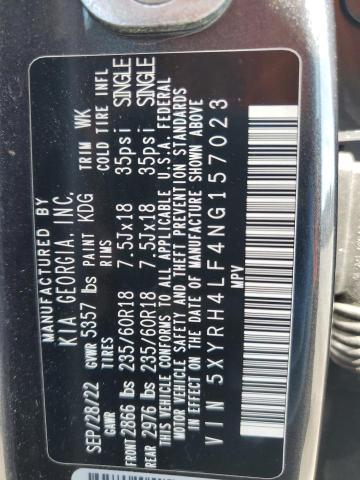 MANUFACTURED BY
KIA GEORGIA, INC.
SEP/28/22 GVWR 5357 lbs PAINT KDG TRIM WK
GAWR TIRES RIMS COLD TIRE INFL
FRONT 2866 lbs 235/60R18 7.5Jx18 35psi SINGLE
REAR 2976 lbs 235/60R18 7.5Jx18 35psi SINGLE
THIS VEHICLE CONFORMS TO ALL APPLICABLE U.S.A. FEDERAL
MOTOR VEHICLE SAFETY AND THEFT PREVENTION STANDARDS
IN EFFECT ON THE DATE OF MANUFACTURE SHOWN ABOVE.
VIN 5XYRH4LF4NG157023
MPV